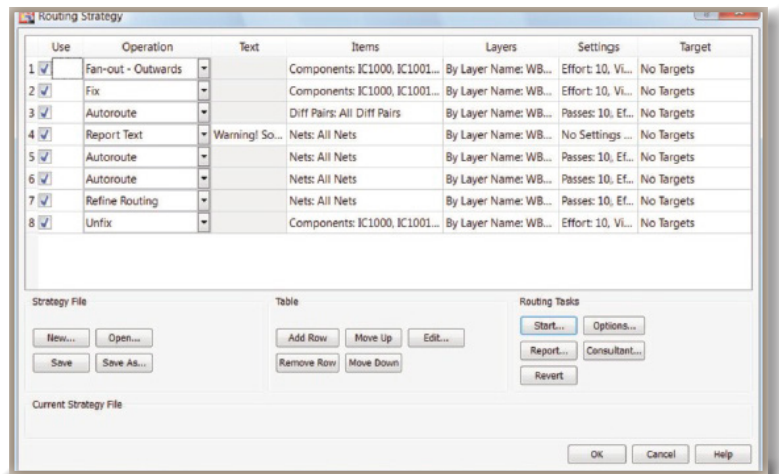 Routing Strategy
Use Operation Text Items Layers Settings Target
1 Fan-out - Outwards Components: IC1000, IC1001... By Layer Name: WB... Effort: 10, Vi... No Targets
2 Fix Components: IC1000, IC1001... By Layer Name: WB... Effort: 10, Vi... No Targets
3 Autoroute Diff Pairs: All Diff Pairs By Layer Name: WB... Passes: 10, Ef... No Targets
4 Report Text Warning! So... Nets: All Nets By Layer Name: WB... No Settings ... No Targets
5 Autoroute Nets: All Nets By Layer Name: WB... Passes: 10, Ef... No Targets
6 Autoroute Nets: All Nets By Layer Name: WB... Passes: 10, Ef... No Targets
7 Refine Routing Nets: All Nets By Layer Name: WB... Passes: 10, Ef... No Targets
8 Unfix Components: IC1000, IC1001... By Layer Name: WB... Effort: 10, Vi... No Targets
Strategy File Table Routing Tasks
New... Open... Add Row Move Up Edit... Start... Options...
Save Save As... Remove Row Move Down Report... Consultant...
Revert
Current Strategy File
OK Cancel Help